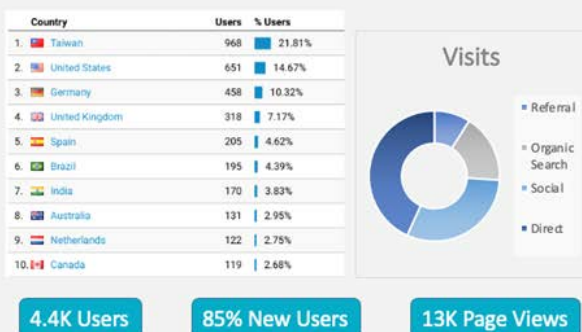 Country Users % Users
1. Taiwan 968 21.81%
2. United States 651 14.67%
3. Germany 458 10.32%
4. United Kingdom 318 7.17%
5. Spain 205 4.62%
6. Brazil 195 4.39%
7. India 170 3.83%
8. Australia 131 2.95%
9. Netherlands 122 2.75%
10. Canada 119 2.68%
Visits
Referral
Organic
Search
Social
Direct
4.4K Users
85% New Users
13K Page Views